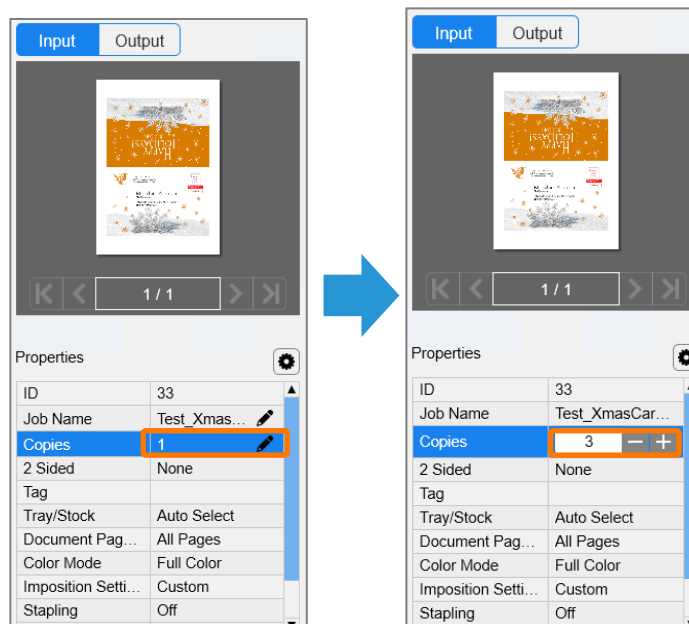 Input Output
1 / 1
Properties
ID 33
Job Name Test_Xmas...
Copies 1
2 Sided None
Tag
Tray/Stock Auto Select
Document Pag... All Pages
Color Mode Full Color
Imposition Setti... Custom
Stapling Off
Input Output
1 / 1
Properties
ID 33
Job Name Test_XmasCar...
Copies 3
2 Sided None
Tag
Tray/Stock Auto Select
Document Pag... All Pages
Color Mode Full Color
Imposition Setti... Custom
Stapling Off